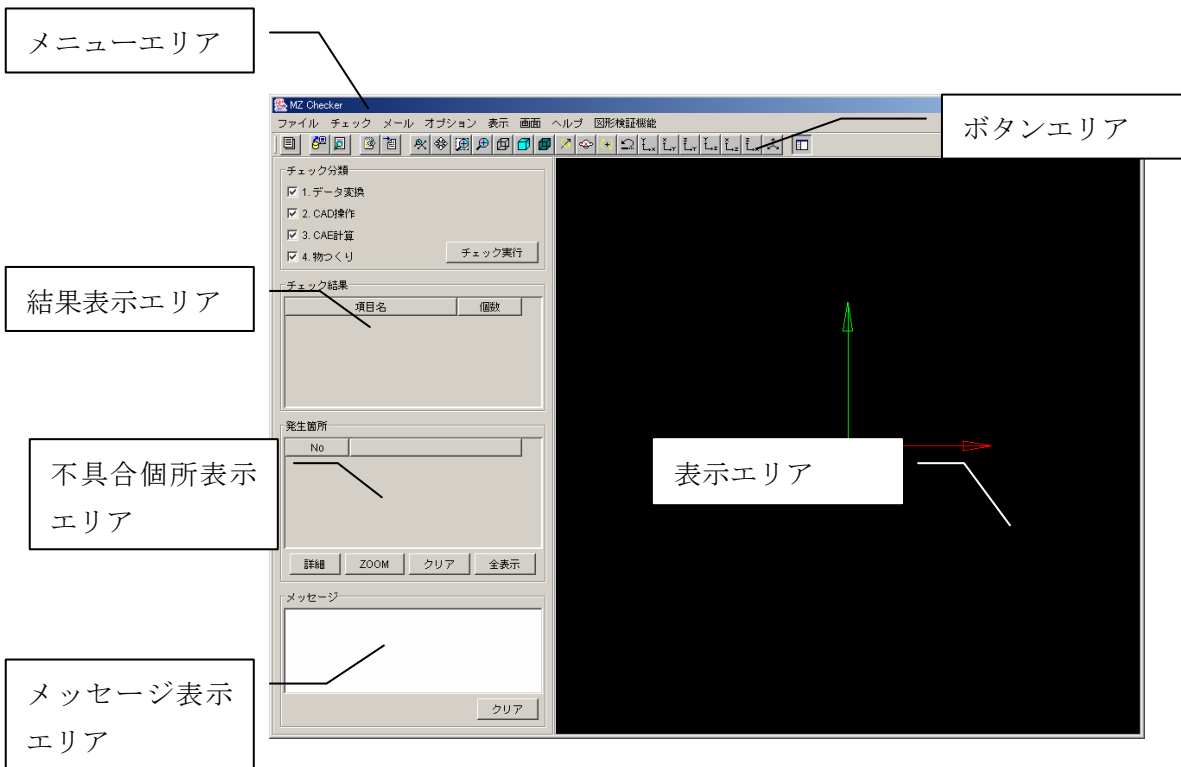 メニューエリア
MZ Checker
ファイル チェック メール オプション 表示 画面 ヘルプ 図形検証機能
ボタンエリア
チェック分類
1. データ変換
2. CAD操作
3. CAE計算
4. 物つくり
チェック実行
結果表示エリア
チェック結果
項目名 個数
発生箇所
No
不具合個所表示
エリア
表示エリア
詳細 ZOOM クリア 全表示
メッセージ
メッセージ表示
エリア
クリア